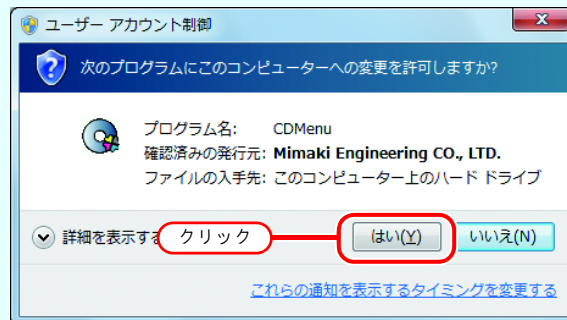 ユーザー アカウント制御
次のプログラムにこのコンピューターへの変更を許可しますか?
プログラム名: CDMenu
確認済みの発行元: Mimaki Engineering CO., LTD.
ファイルの入手先: このコンピューター上のハード ドライブ
詳細を表示する クリック はい(Y) いいえ(N)
これらの通知を表示するタイミングを変更する